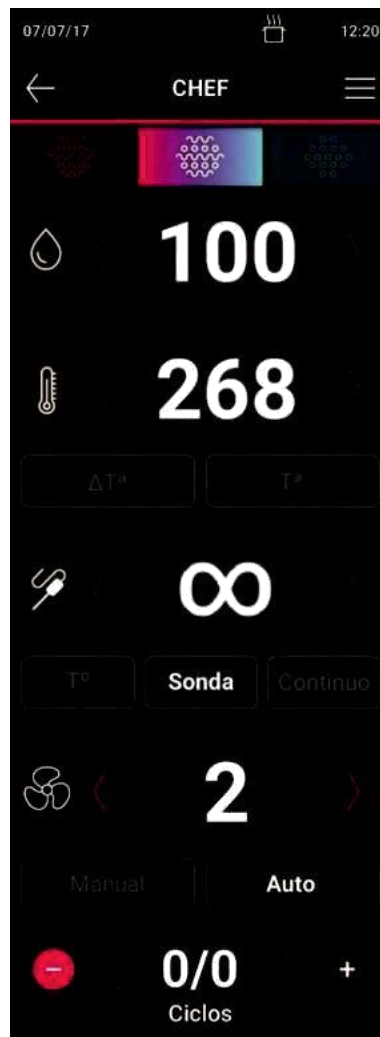 07/07/17 12:20
CHEF
100
268
ΔTª Tª
∞
Tº Sonda Continuo
2
Manual Auto
- 0/0 +
Ciclos